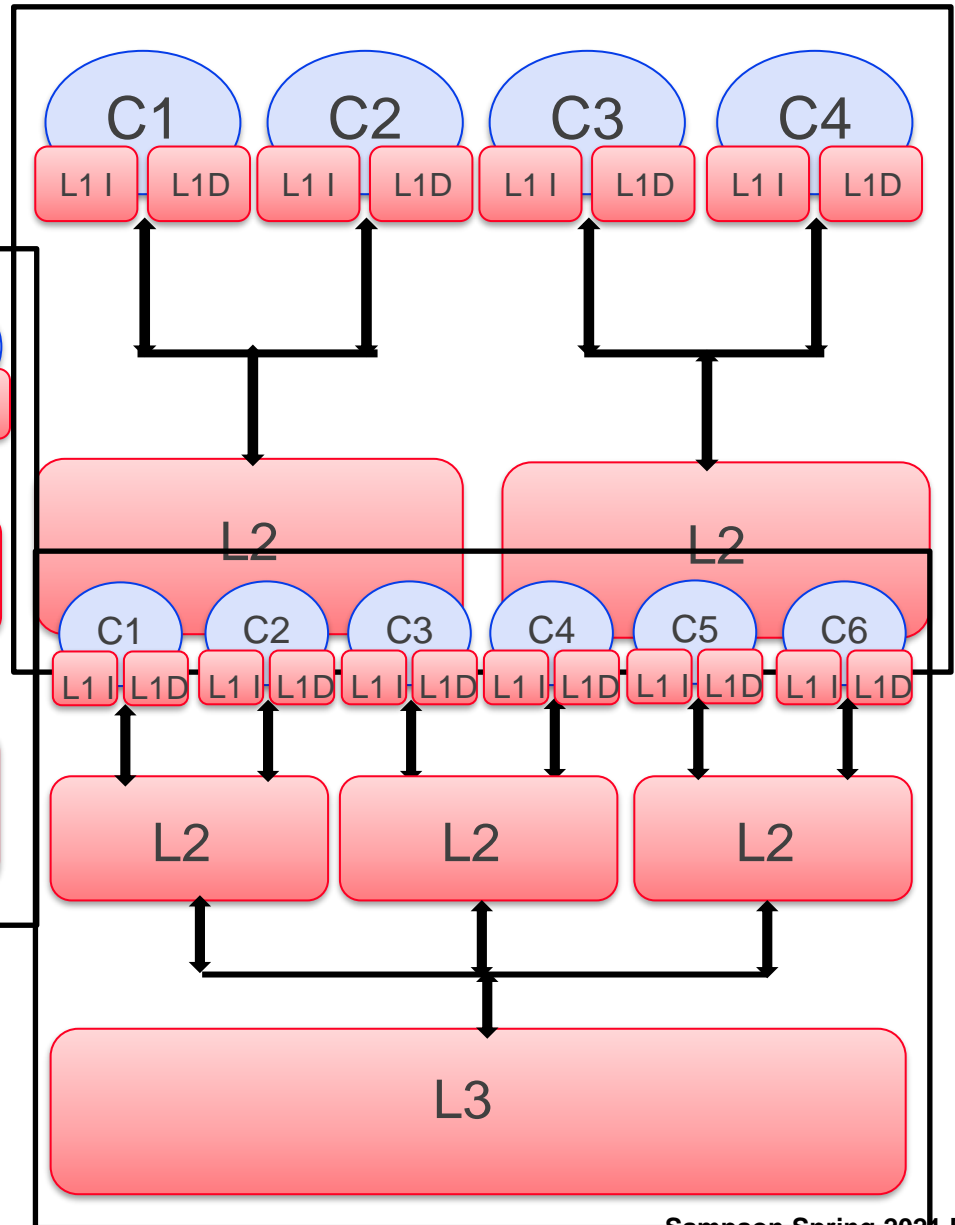 C1 C2 C3 C4
L1 I L1D L1 I L1D L1 I L1D L1 I L1D
L2 L2
C1 C2 C3 C4 C5 C6
L1 I L1D L1 I L1D L1 I L1D L1 I L1D L1 I L1D L1 I L1D
L2 L2 L2
L3
Sampson Spring 2021